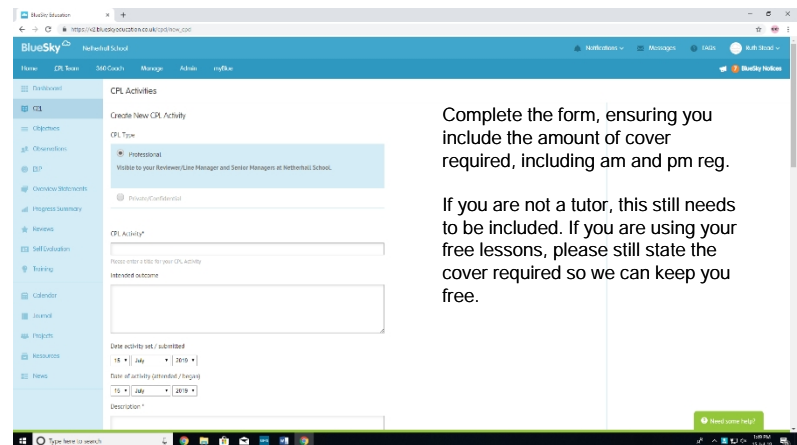 BlueSky Education
https://v2.blueskyeducation.co.uk/cpd/new_cpd
BlueSky Netherhall School
Notifications Messages FAQs Ruth Stead
Home CPL Team 360 Coach Manage Admin myBlue
BlueSky Notices
Dashboard
CPL
Objectives
Observations
DSP
Overview Statements
Progress Summary
Reviews
Self Evaluation
Training
Calendar
Journal
Projects
Resources
News
CPL Activities
Create New CPL Activity
CPL Type
Professional
Visible to your Reviewer/Line Manager and Senior Managers at Netherhall School.
Private/Confidential
CPL Activity*
Please enter a title for your CPL Activity
Intended outcome
Date activity set / submitted
15 July 2019
Date of activity (attended / began)
15 July 2019
Description *
Complete the form, ensuring you
include the amount of cover
required, including am and pm reg.
If you are not a tutor, this still needs
to be included. If you are using your
free lessons, please still state the
cover required so we can keep you
free.
Need some help?
Type here to search
1:49 PM